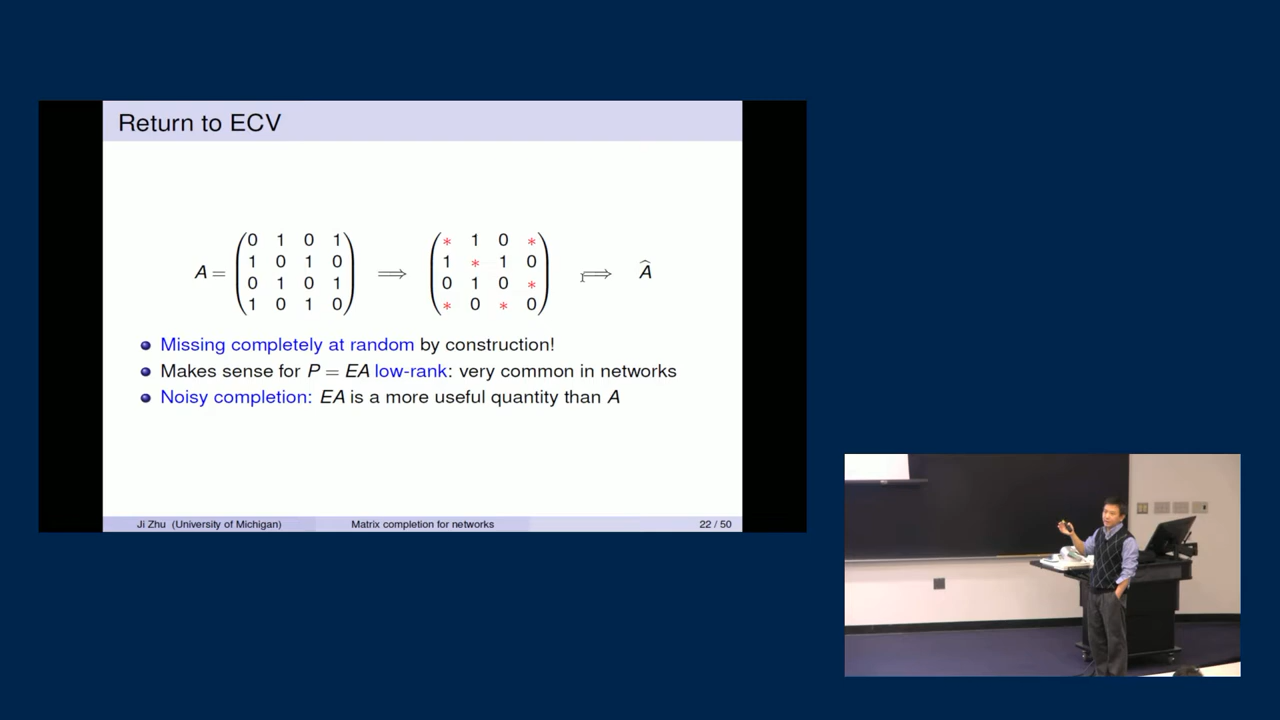 Return to ECV
A = (0 1 0 1 / 1 0 1 0 / 0 1 0 1 / 1 0 1 0) ⟹ (* 1 0 * / 1 * 1 0 / 0 1 0 * / * 0 * 0) ⟹ Â
Missing completely at random by construction!
Makes sense for P = EA low-rank: very common in networks
Noisy completion: EA is a more useful quantity than A
Ji Zhu (University of Michigan) Matrix completion for networks 22 / 50